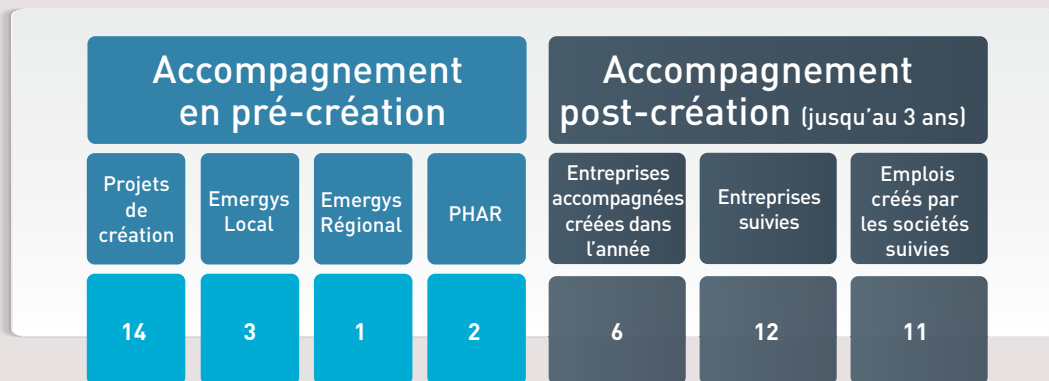 Accompagnement
en pré-création
Accompagnement
post-création (jusqu'au 3 ans)
Projets
de
création
Emergys
Local
Emergys
Régional
PHAR
Entreprises
accompagnées
créées dans
l'année
Entreprises
suivies
Emplois
créés par
les sociétés
suivies
14
3
1
2
6
12
11